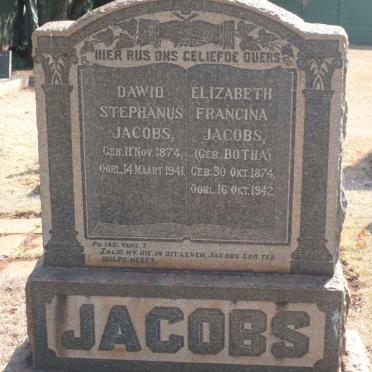 HIER RUS ONS GELIEFDE OUERS
DAWID
STEPHANUS
JACOBS,
GEB. 11 NOV. 1874,
OORL. 14 MAART 1941.
ELIZABETH
FRANCINA
JACOBS,
(GEB. BOTHA)
GEB. 30 OKT. 1874,
OORL. 16 OKT. 1942.
PS. 146. VERS. 3.
ZALIG HY, DIE IN DIT LEVEN, JAKOBS GOD TER
HULPE HEEFT.
JACOBS